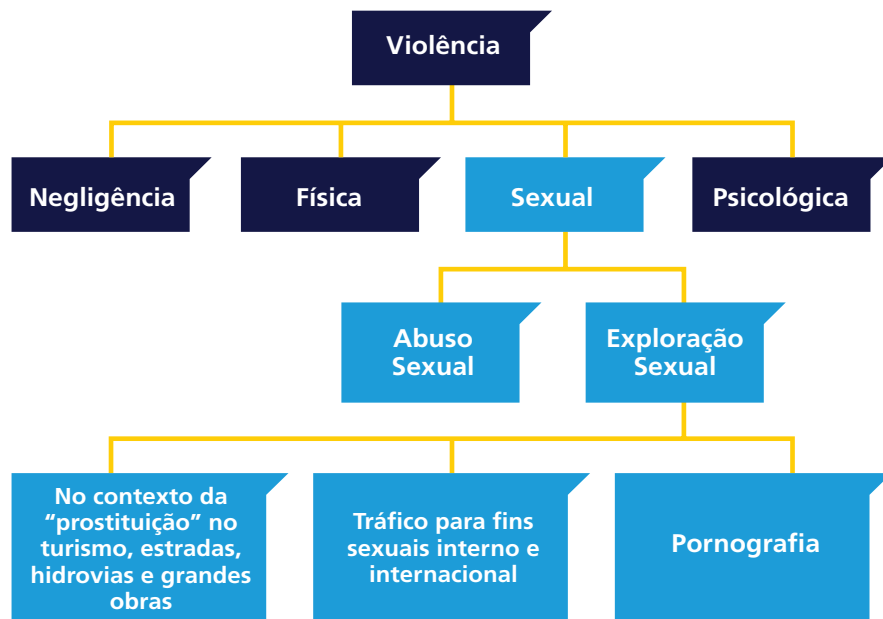 Violência
Negligência
Física
Sexual
Psicológica
Abuso
Sexual
Exploração
Sexual
No contexto da
“prostituição” no
turismo, estradas,
hidrovias e grandes
obras
Tráfico para fins
sexuais interno e
internacional
Pornografia